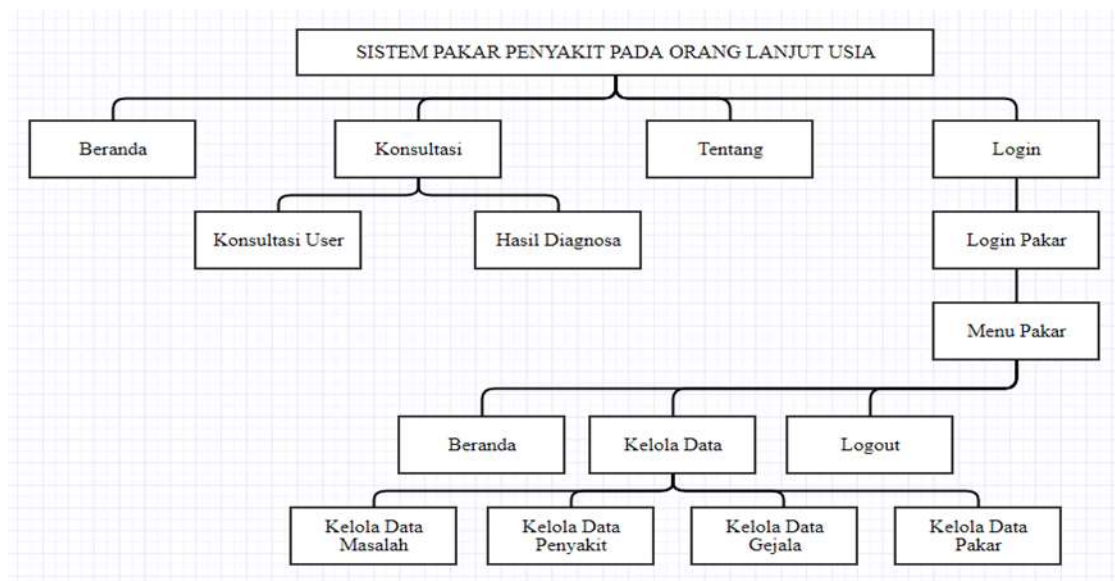 SISTEM PAKAR PENYAKIT PADA ORANG LANJUT USIA
Beranda
Konsultasi
Tentang
Login
Konsultasi User
Hasil Diagnosa
Login Pakar
Menu Pakar
Beranda
Kelola Data
Logout
Kelola Data
Masalah
Kelola Data
Penyakit
Kelola Data
Gejala
Kelola Data
Pakar